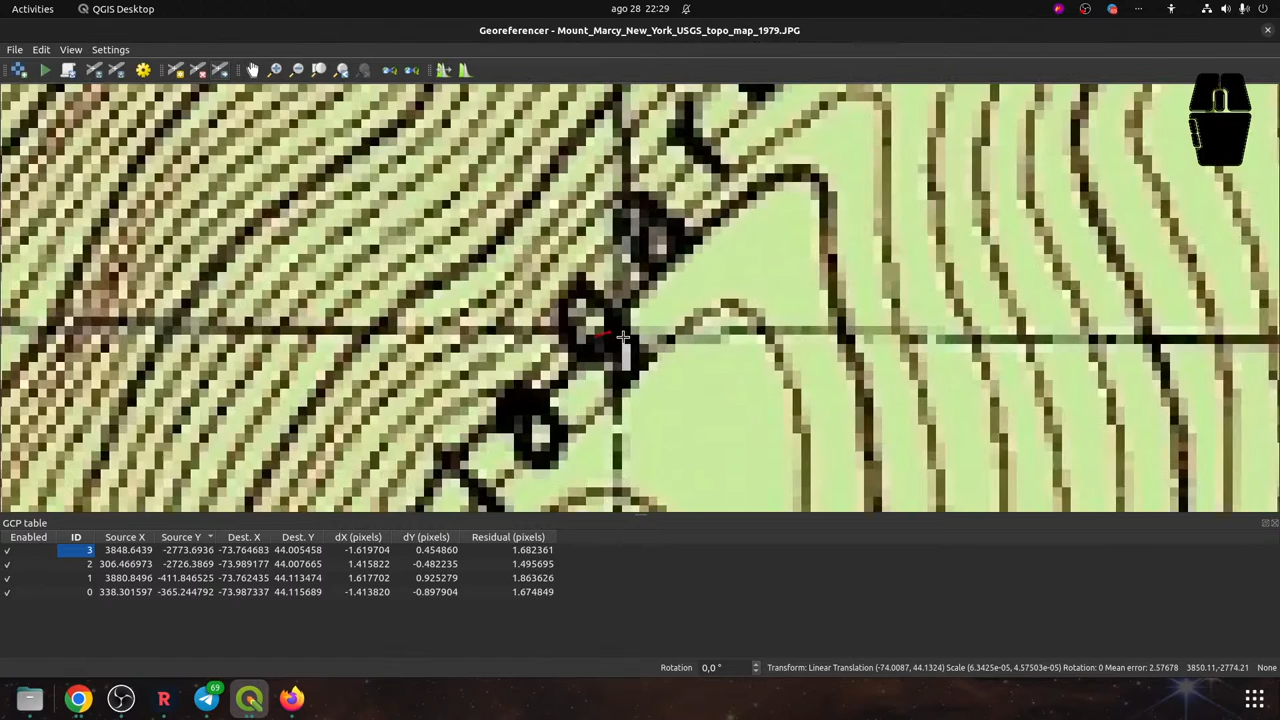 Activities QGIS Desktop ago 28 22:29
Georeferencer - Mount_Marcy_New_York_USGS_topo_map_1979.JPG
File Edit View Settings
GCP table
Enabled ID Source X Source Y Dest. X Dest. Y dX (pixels) dY (pixels) Residual (pixels)
✓ 3 3848.6439 -2773.6936 -73.764683 44.005458 -1.619704 0.454860 1.682361
✓ 2 306.466973 -2726.3869 -73.989177 44.007665 1.415822 -0.482235 1.495695
✓ 1 3880.8496 -411.846525 -73.762435 44.113474 1.617702 0.925279 1.863626
✓ 0 338.301597 -365.244792 -73.987337 44.115689 -1.413820 -0.897904 1.674849
Rotation 0,0 ° Transform: Linear Translation (-74.0087, 44.1324) Scale (6.3425e-05, 4.57503e-05) Rotation: 0 Mean error: 2.57678 3850.11,-2774.21 None
R 69